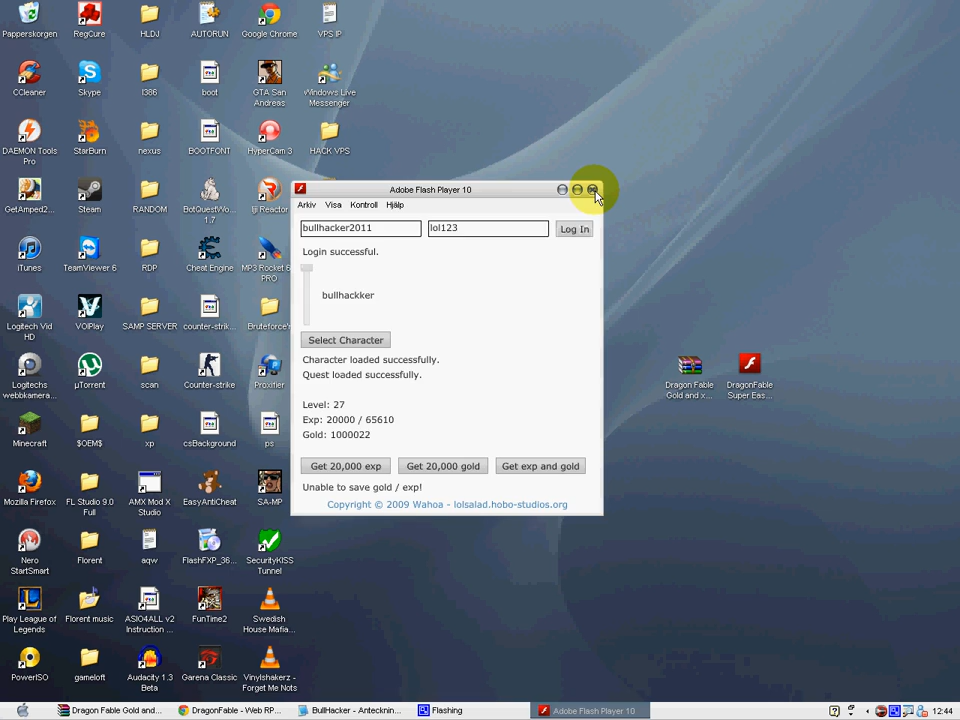 Papperskorgen
RegCure
HLDJ
AUTORUN
Google Chrome
VPS IP
CCleaner
Skype
I386
boot
GTA San
Andreas
Windows Live
Messenger
DAEMON Tools
Pro
StarBurn
nexus
BOOTFONT
HyperCam 3
HACK VPS
GetAmped2...
Steam
RANDOM
BotQuestWo...
1.7
Iji Reactor
iTunes
TeamViewer 6
RDP
Cheat Engine
MP3 Rocket 6
PRO
Logitech Vid
HD
VOIPlay
SAMP SERVER
counter-strik...
Bruteforce'r
Logitechs
webbkamera...
µTorrent
scan
Counter-strike
Proxifier
Minecraft
$OEM$
xp
csBackground
ps
Mozilla Firefox
FL Studio 9.0
Full
AMX Mod X
Studio
EasyAntiCheat
SA-MP
Nero
StartSmart
Florent
aqw
FlashFXP_36...
SecurityKISS
Tunnel
Play League of
Legends
Florent music
ASIO4ALL v2
Instruction ...
FunTime2
Swedish
House Mafia...
PowerISO
gameloft
Audacity 1.3
Beta
Garena Classic
Vinylshakerz -
Forget Me Nots
Adobe Flash Player 10
Arkiv Visa Kontroll Hjälp
bullhacker2011 lol123 Log In
Login successful.
bullhackker
Select Character
Character loaded successfully.
Quest loaded successfully.
Level: 27
Exp: 20000 / 65610
Gold: 1000022
Get 20,000 exp Get 20,000 gold Get exp and gold
Unable to save gold / exp!
Copyright © 2009 Wahoa - lolsalad.hobo-studios.org
Dragon Fable
Gold and x...
DragonFable
Super Eas...
Dragon Fable Gold and... DragonFable - Web RP... BullHacker - Antecknin... Flashing Adobe Flash Player 10 12:44